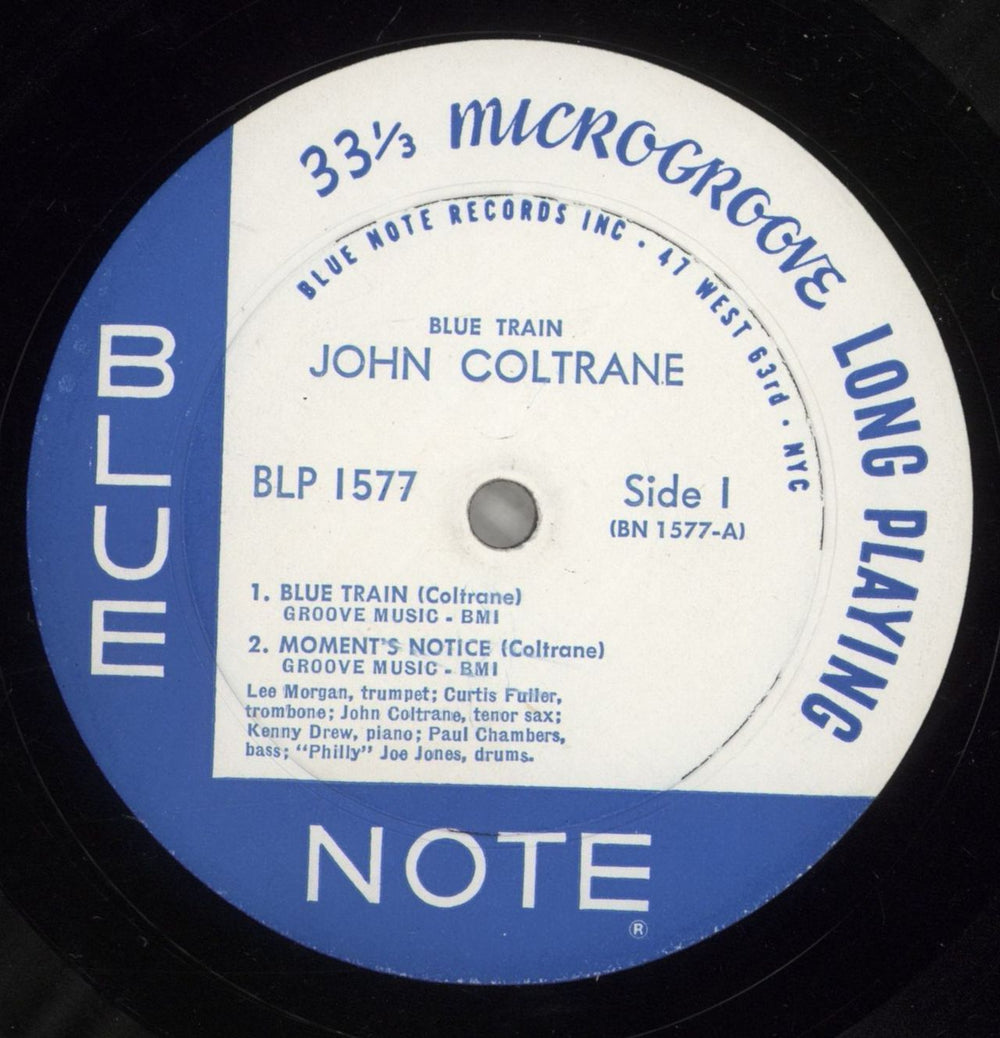 33⅓ MICROGROOVE LONG PLAYING
BLUE NOTE RECORDS INC · 47 WEST 63rd · NYC
BLUE TRAIN
JOHN COLTRANE
BLP 1577
Side 1
(BN 1577-A)
1. BLUE TRAIN (Coltrane)
GROOVE MUSIC - BMI
2. MOMENT'S NOTICE (Coltrane)
GROOVE MUSIC - BMI
Lee Morgan, trumpet; Curtis Fuller,
trombone; John Coltrane, tenor sax;
Kenny Drew, piano; Paul Chambers,
bass; "Philly" Joe Jones, drums.
BLUE
NOTE
®